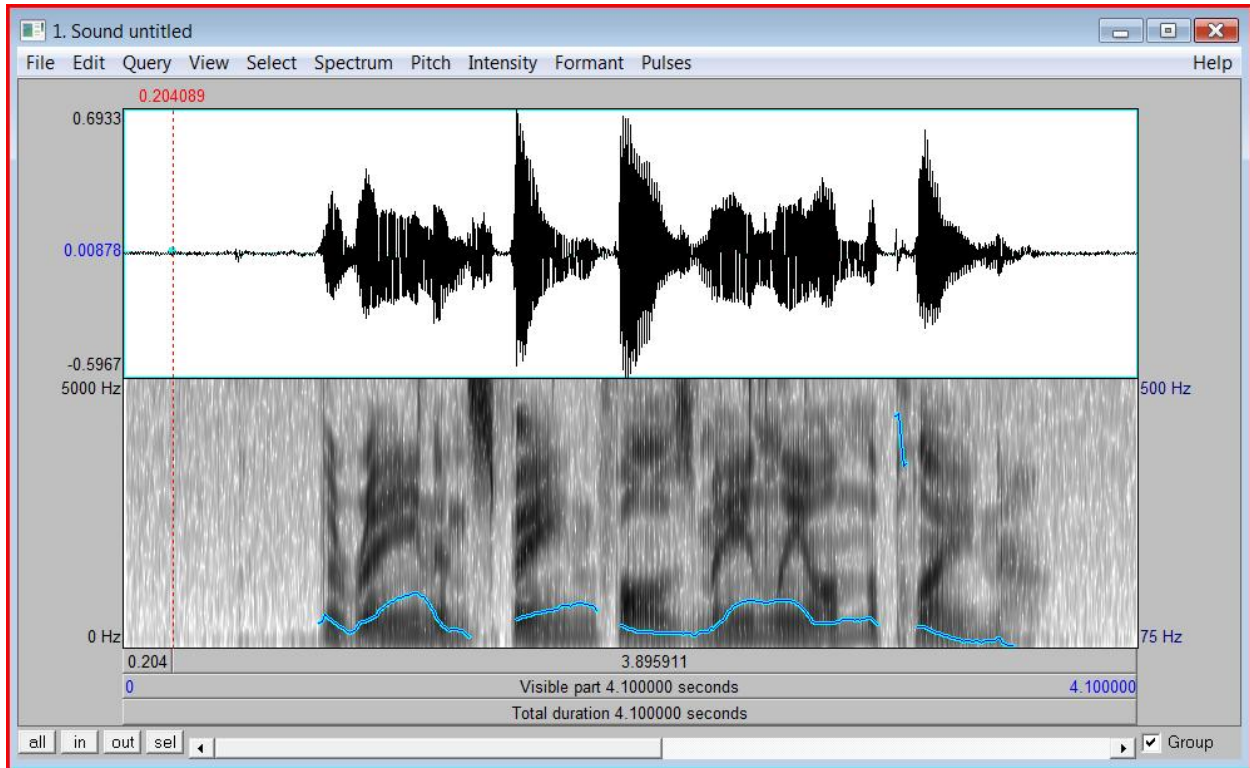 1. Sound untitled
File Edit Query View Select Spectrum Pitch Intensity Formant Pulses Help
0.204089
0.6933
0.00878
-0.5967
5000 Hz 500 Hz
0 Hz 75 Hz
0.204 3.895911
0 Visible part 4.100000 seconds 4.100000
Total duration 4.100000 seconds
all in out sel Group